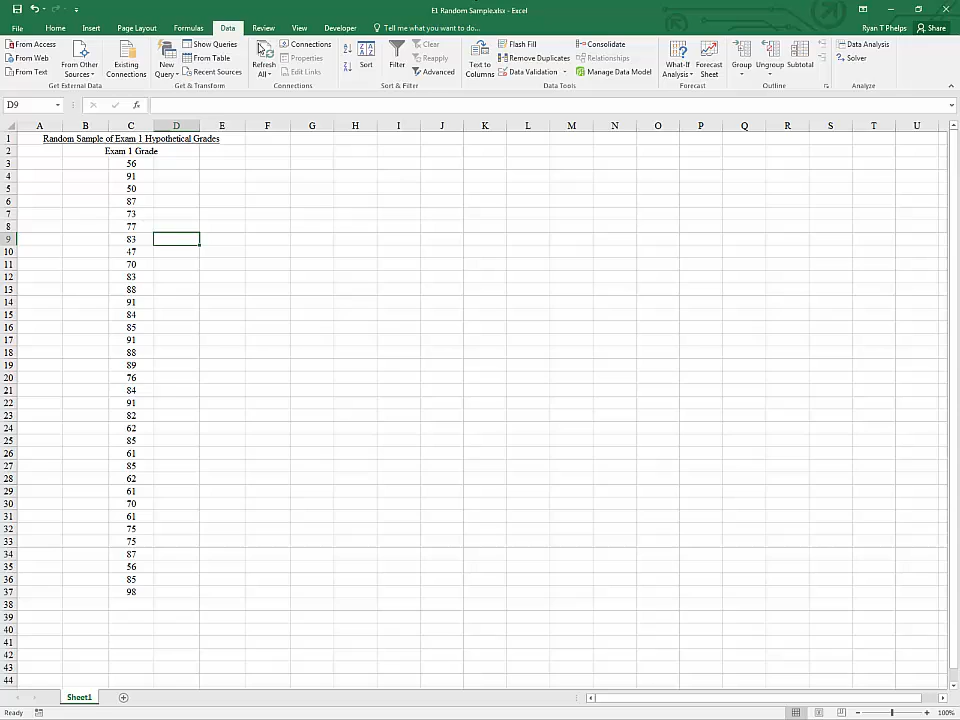 E1 Random Sample.xlsx - Excel
File Home Insert Page Layout Formulas Data Review View Developer Tell me what you want to do... Ryan T Phelps Share
From Access
From Web
From Text
From Other Sources
Existing Connections
Get External Data
New Query
Show Queries
From Table
Recent Sources
Get & Transform
Refresh All
Connections
Properties
Edit Links
Connections
Sort
Filter
Clear
Reapply
Advanced
Sort & Filter
Text to Columns
Flash Fill
Remove Duplicates
Data Validation
Consolidate
Relationships
Manage Data Model
Data Tools
What-If Analysis
Forecast Sheet
Forecast
Group
Ungroup
Subtotal
Outline
Data Analysis
Solver
Analyze
D9 fx
A B C D E F G H I J K L M N O P Q R S T U
1 Random Sample of Exam 1 Hypothetical Grades
2 Exam 1 Grade
3 56
4 91
5 50
6 87
7 73
8 77
9 83
10 47
11 70
12 83
13 88
14 91
15 84
16 85
17 91
18 88
19 89
20 76
21 84
22 91
23 82
24 62
25 85
26 61
27 85
28 62
29 61
30 70
31 61
32 75
33 75
34 87
35 56
36 85
37 98
38
39
40
41
42
43
44
Sheet1
Ready 100%